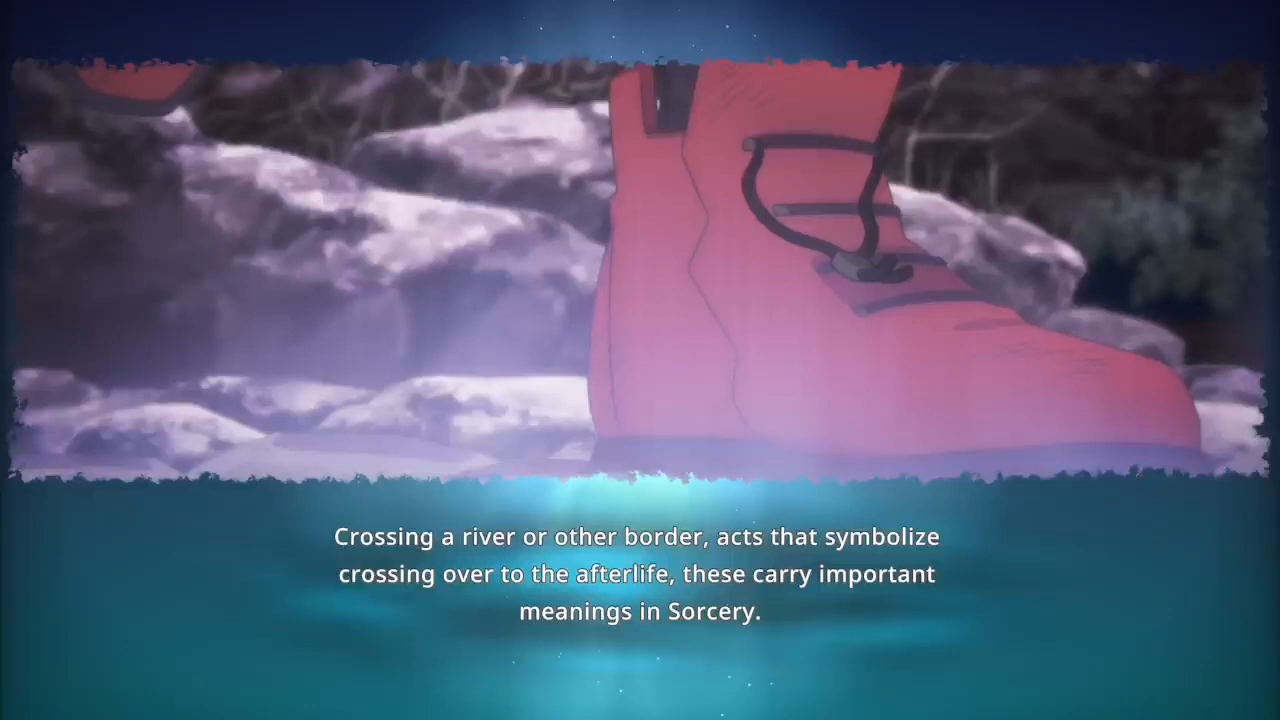 Crossing a river or other border, acts that symbolize
crossing over to the afterlife, these carry important
meanings in Sorcery.